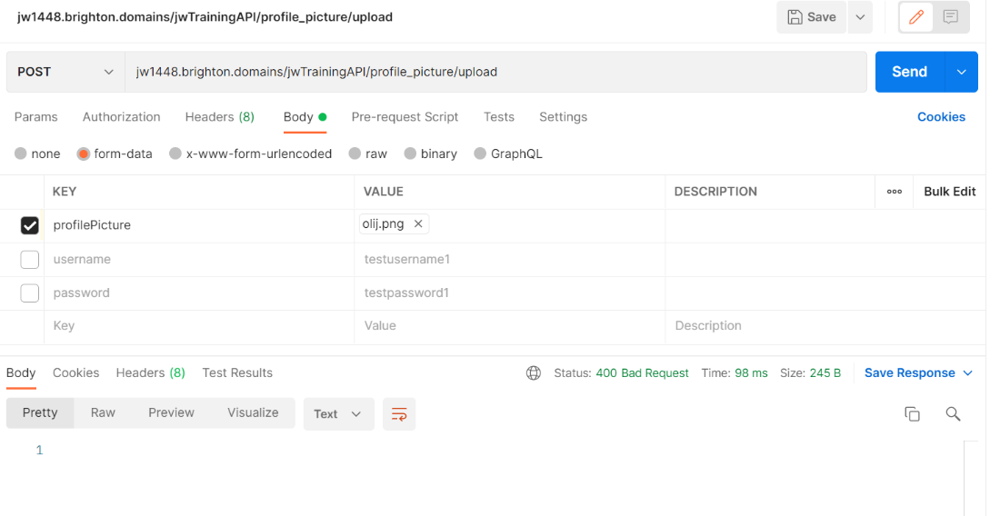 jw1448.brighton.domains/jwTrainingAPI/profile_picture/upload Save
POST jw1448.brighton.domains/jwTrainingAPI/profile_picture/upload Send
Params Authorization Headers (8) Body Pre-request Script Tests Settings Cookies
none form-data x-www-form-urlencoded raw binary GraphQL
KEY VALUE DESCRIPTION ooo Bulk Edit
profilePicture olij.png ×
username testusername1
password testpassword1
Key Value Description
Body Cookies Headers (8) Test Results Status: 400 Bad Request Time: 98 ms Size: 245 B Save Response
Pretty Raw Preview Visualize Text
1